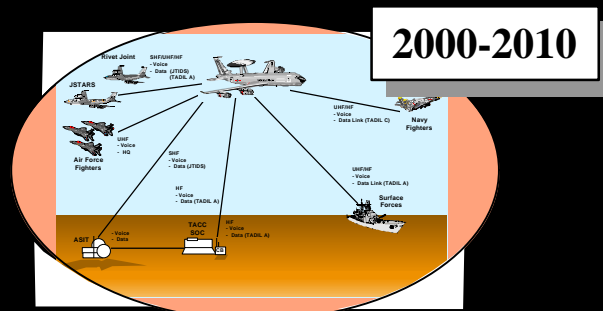 2000-2010
Rivet Joint
SHF/UHF/HF
- Voice
- Data (JTIDS)
(TADIL A)
JSTARS
UHF/HF
- Voice
- Data Link (TADIL C)
Navy
Fighters
UHF
- Voice
- HQ
Air Force
Fighters
SHF
- Voice
- Data (JTIDS)
UHF/HF
- Voice
- Data Link (TADIL A)
HF
- Voice
- Data (TADIL A)
Surface
Forces
TACC
SOC
HF
- Voice
- Data (TADIL A)
ASIT
- Voice
- Data